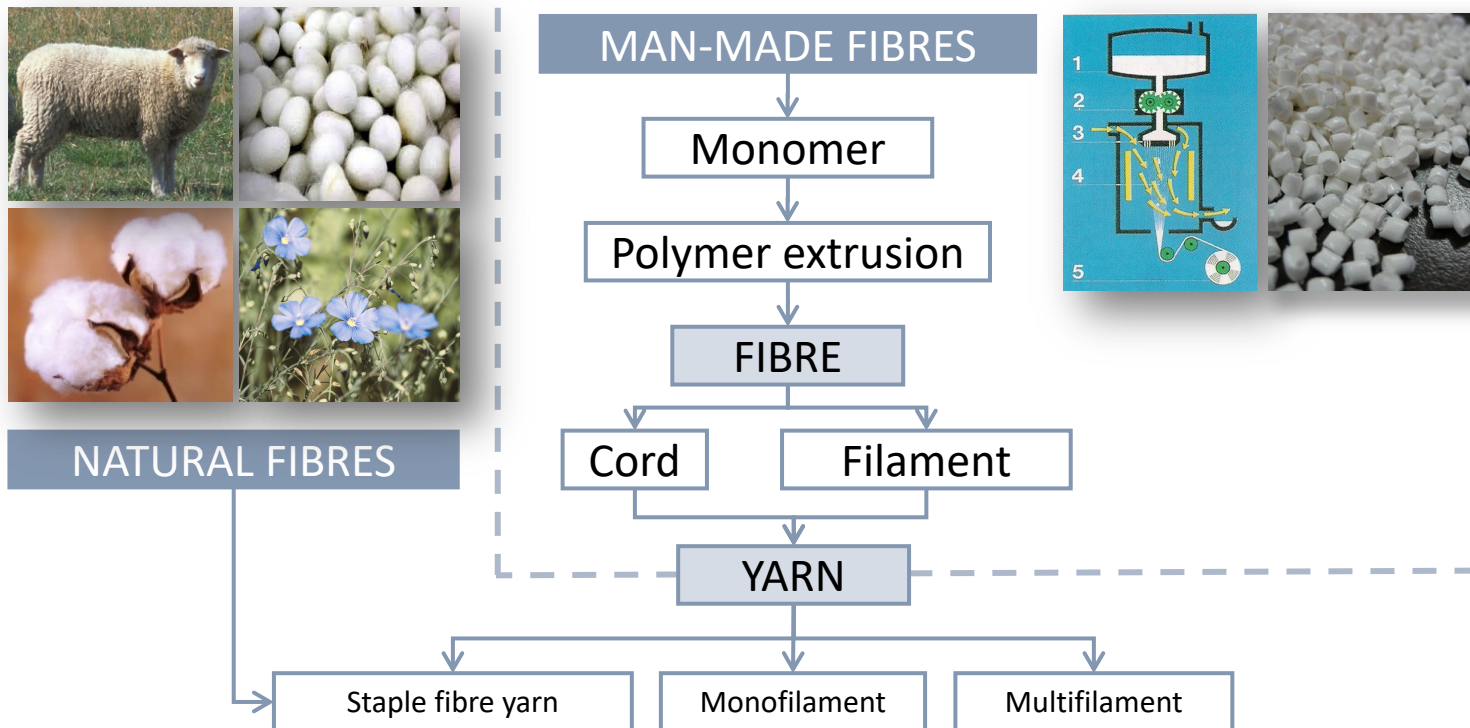 MAN-MADE FIBRES
Monomer
Polymer extrusion
FIBRE
Cord
Filament
YARN
NATURAL FIBRES
Staple fibre yarn
Monofilament
Multifilament
1
2
3
4
5